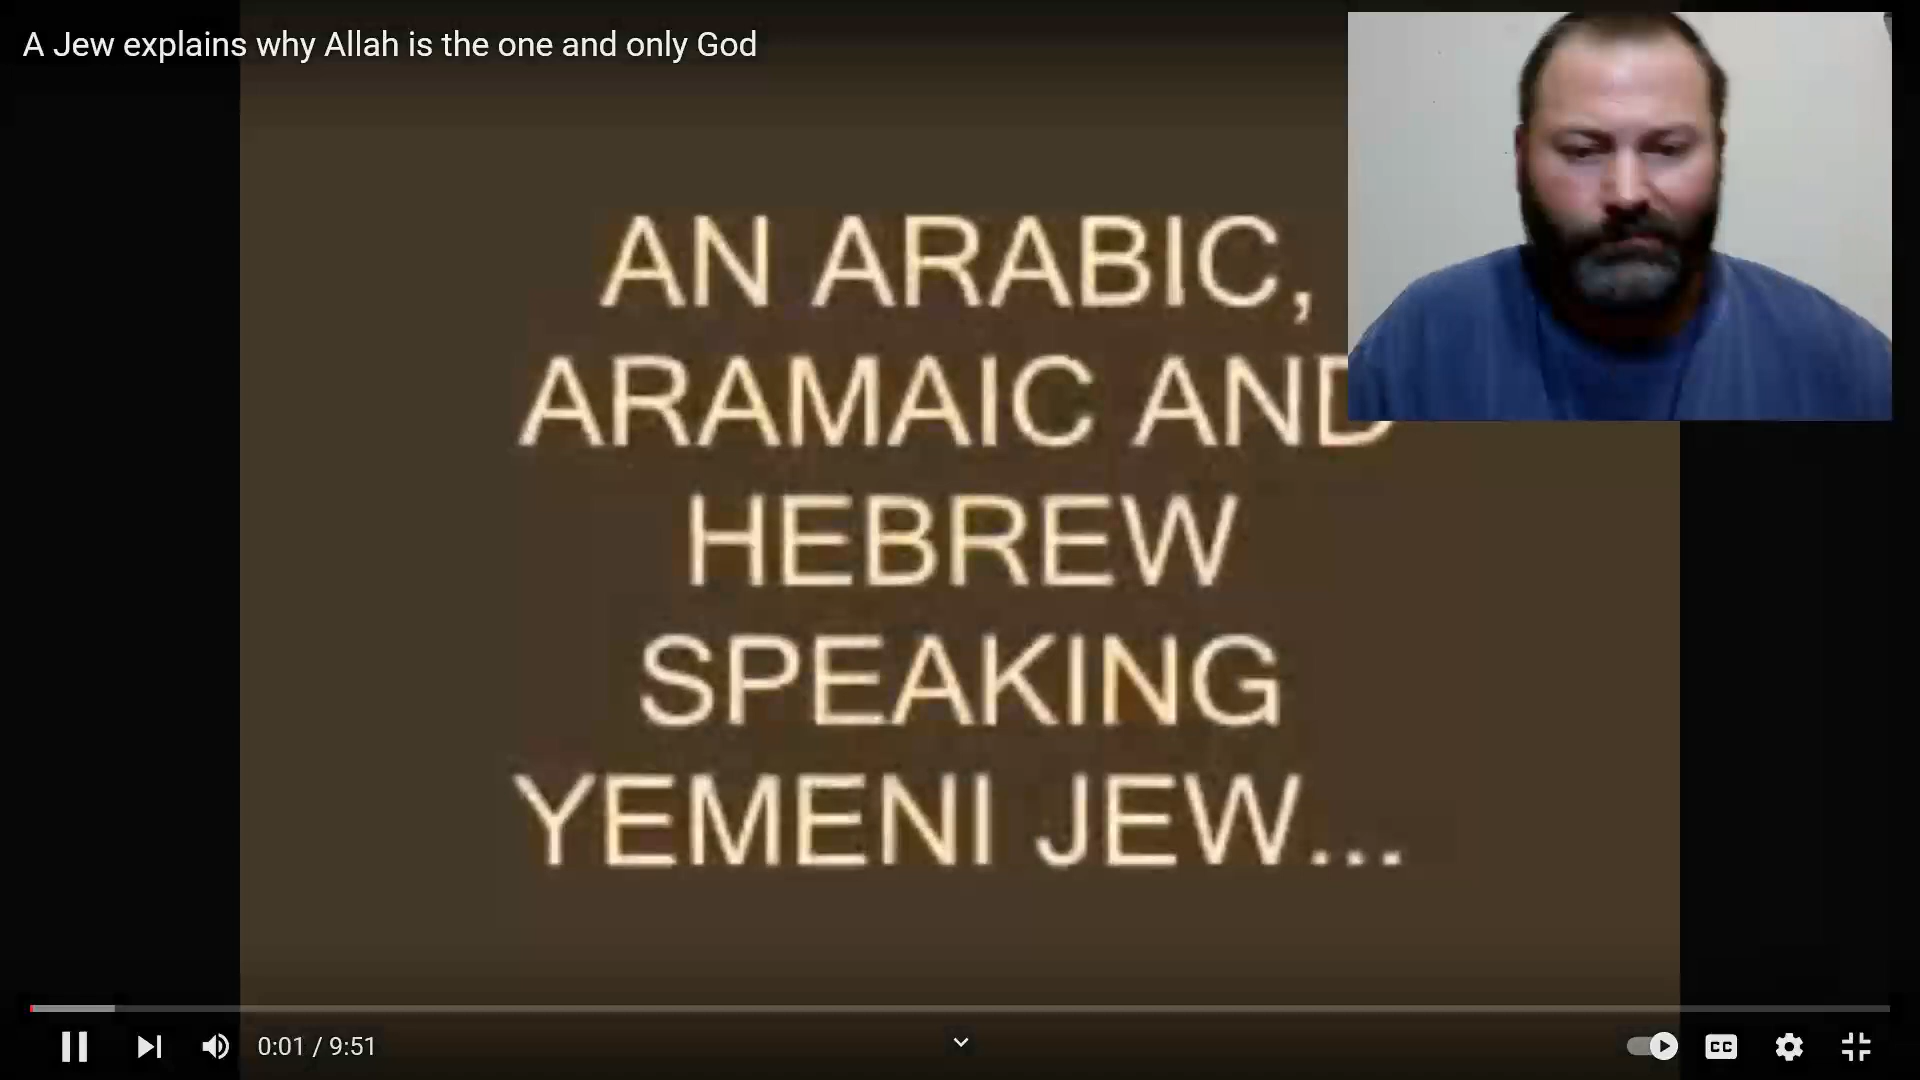 A Jew explains why Allah is the one and only God
AN ARABIC,
ARAMAIC AND
HEBREW
SPEAKING
YEMENI JEW...
0:01 / 9:51
CC